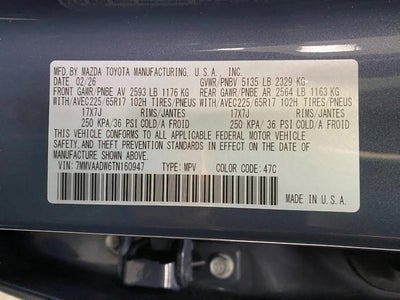 MFD. BY MAZDA TOYOTA MANUFACTURING. U.S.A., INC.
DATE 02/26 GVWR/PNBV 5135 LB 2329 KG
FRONT GAWR/PNBE AV 2593 LB 1176 KG REAR GAWR/PNBE AR 2564 LB 1163 KG
WITH/AVEC225/65R17 102H TIRES/PNEUS WITH/AVEC225/65R17 102H TIRES/PNEUS
17X7J RIMS/JANTES 17X7J RIMS/JANTES
250 KPA/36 PSI COLD/A FROID 250 KPA/36 PSI COLD/A FROID
THIS VEHICLE CONFORMS TO ALL APPLICABLE FEDERAL MOTOR VEHICLE
SAFETY AND THEFT PREVENTION STANDARDS IN EFFECT ON THE DATE OF
MANUFACTURE SHOWN ABOVE.
VIN: 7MMVAADW6TN160947 TYPE: MPV COLOR CODE: 47C
MADE IN U.S.A.